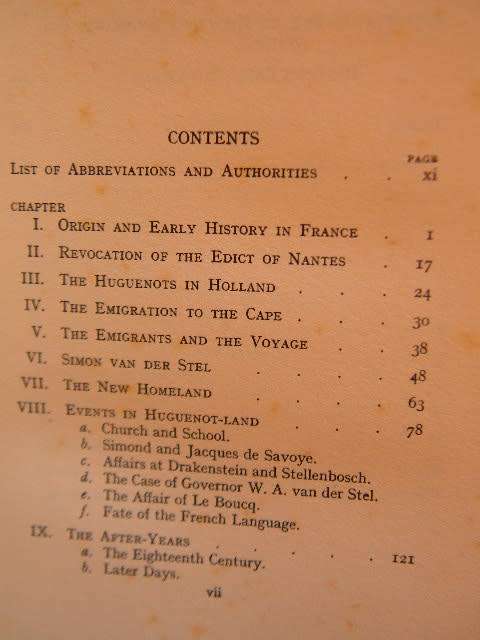 CONTENTS
PAGE
LIST OF ABBREVIATIONS AND AUTHORITIES . . xi
CHAPTER
I. ORIGIN AND EARLY HISTORY IN FRANCE . 1
II. REVOCATION OF THE EDICT OF NANTES . 17
III. THE HUGUENOTS IN HOLLAND . . . 24
IV. THE EMIGRATION TO THE CAPE . . . 30
V. THE EMIGRANTS AND THE VOYAGE . . 38
VI. SIMON VAN DER STEL . . . . 48
VII. THE NEW HOMELAND . . . . 63
VIII. EVENTS IN HUGUENOT-LAND . . . 78
a. Church and School.
b. Simond and Jacques de Savoye.
c. Affairs at Drakenstein and Stellenbosch.
d. The Case of Governor W. A. van der Stel.
e. The Affair of Le Boucq.
f. Fate of the French Language.
IX. THE AFTER-YEARS . . . . . 121
a. The Eighteenth Century.
b. Later Days.
vii